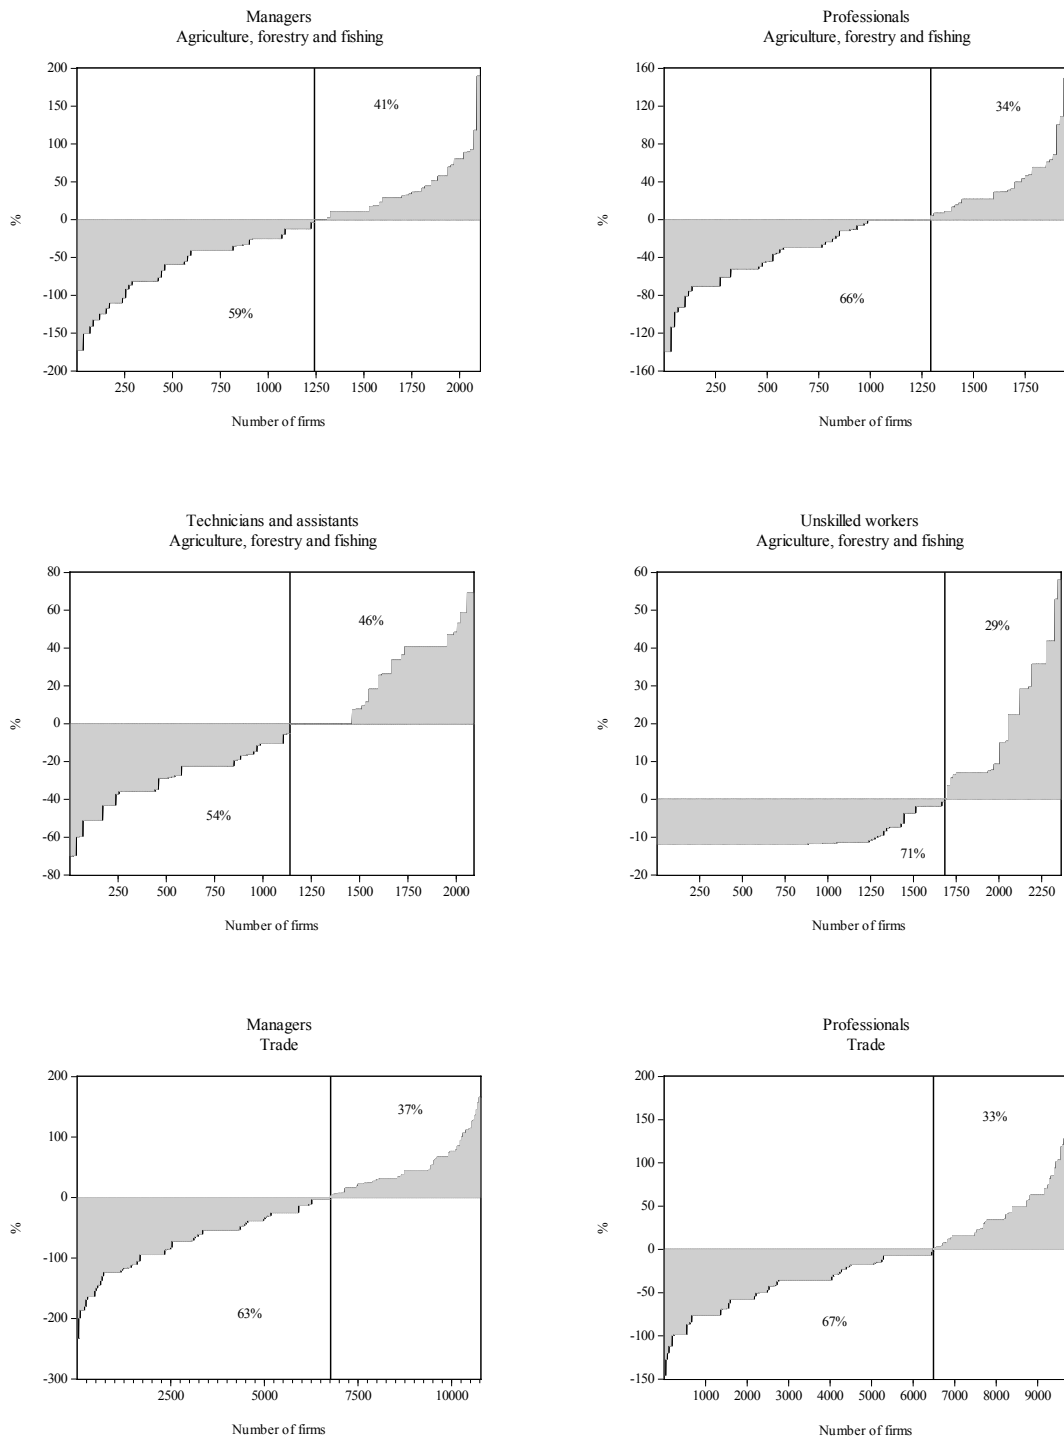 Managers
Agriculture, forestry and fishing
200
150
100
50
0
-50
-100
-150
-200
%
41%
59%
250 500 750 1000 1250 1500 1750 2000
Number of firms
Professionals
Agriculture, forestry and fishing
160
120
80
40
0
-40
-80
-120
-160
%
34%
66%
250 500 750 1000 1250 1500 1750
Number of firms
Technicians and assistants
Agriculture, forestry and fishing
80
60
40
20
0
-20
-40
-60
-80
%
46%
54%
250 500 750 1000 1250 1500 1750 2000
Number of firms
Unskilled workers
Agriculture, forestry and fishing
60
50
40
30
20
10
0
-10
-20
%
29%
71%
250 500 750 1000 1250 1500 1750 2000 2250
Number of firms
Managers
Trade
200
100
0
-100
-200
-300
%
37%
63%
2500 5000 7500 10000
Number of firms
Professionals
Trade
200
150
100
50
0
-50
-100
-150
%
33%
67%
1000 2000 3000 4000 5000 6000 7000 8000 9000
Number of firms